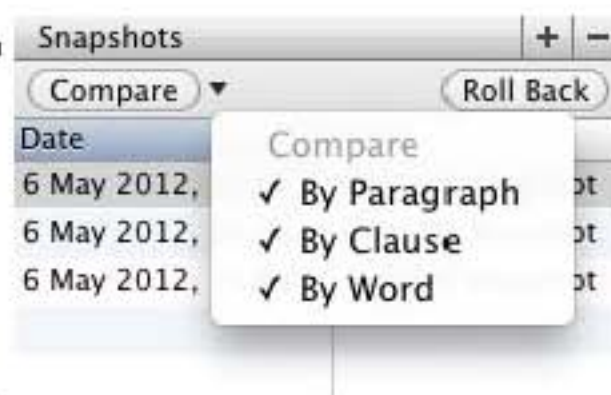 Snapshots + −
Compare ▼ Roll Back
Date
Compare
6 May 2012,
✓ By Paragraph
6 May 2012,
✓ By Clause
6 May 2012,
✓ By Word